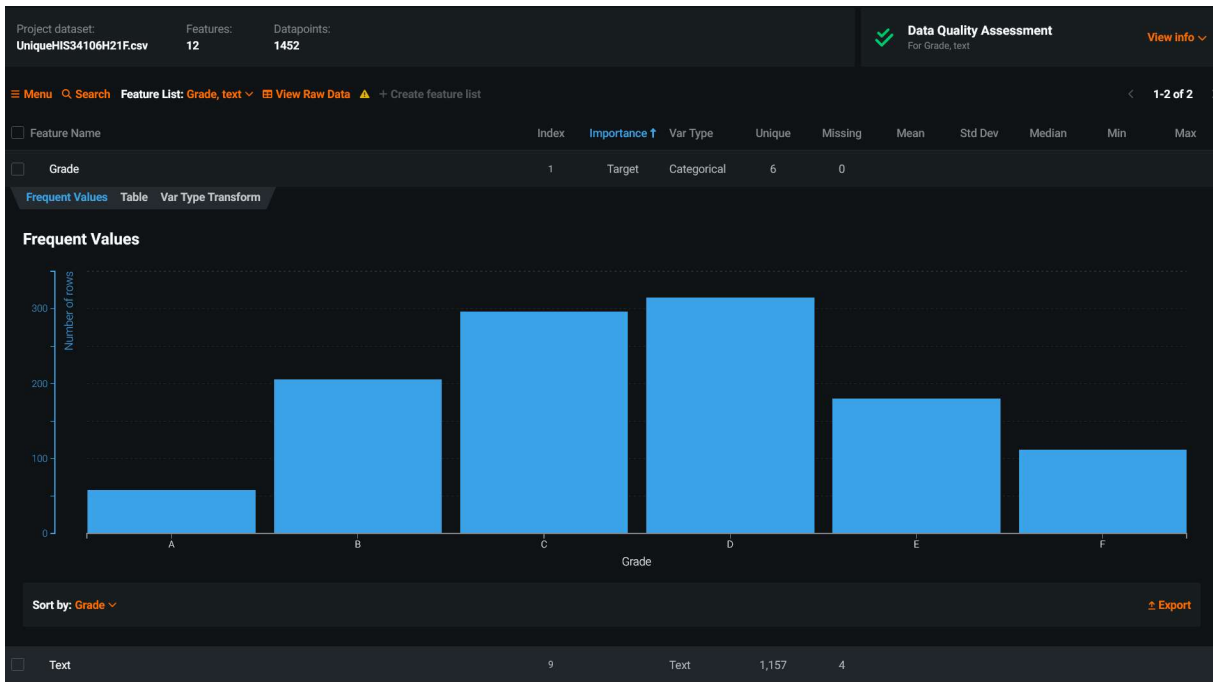 Project dataset: Features: Datapoints:
UniqueHIS34106H21F.csv 12 1452
Data Quality Assessment
For Grade, text
View info
Menu Search Feature List: Grade, text View Raw Data + Create feature list
1-2 of 2
Feature Name Index Importance Var Type Unique Missing Mean Std Dev Median Min Max
Grade 1 Target Categorical 6 0
Frequent Values Table Var Type Transform
Frequent Values
Number of rows
300
200
100
0
A B C D E F
Grade
Sort by: Grade
Export
Text 9 Text 1,157 4